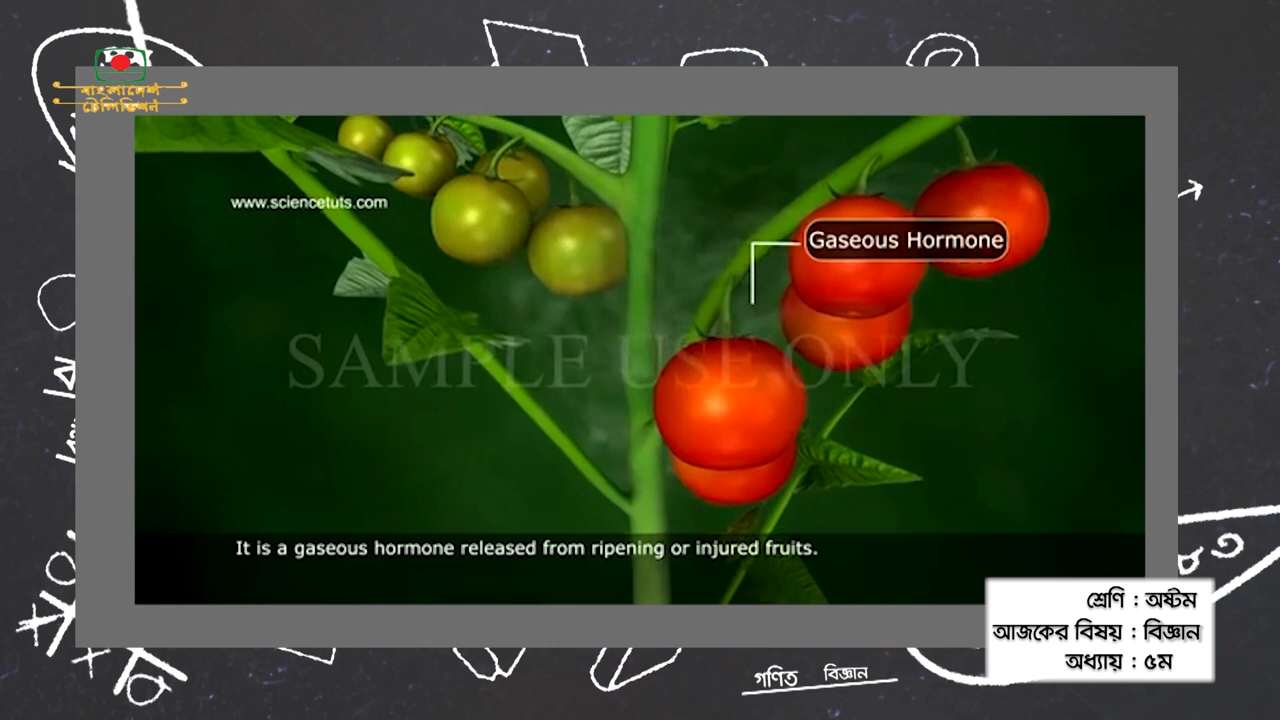 বাংলাদেশ
টেলিভিশন
www.sciencetuts.com
Gaseous Hormone
SAMPLE USE ONLY
It is a gaseous hormone released from ripening or injured fruits.
শ্রেণি : অষ্টম
আজকের বিষয় : বিজ্ঞান
অধ্যায় : ৫ম
গণিত বিজ্ঞান